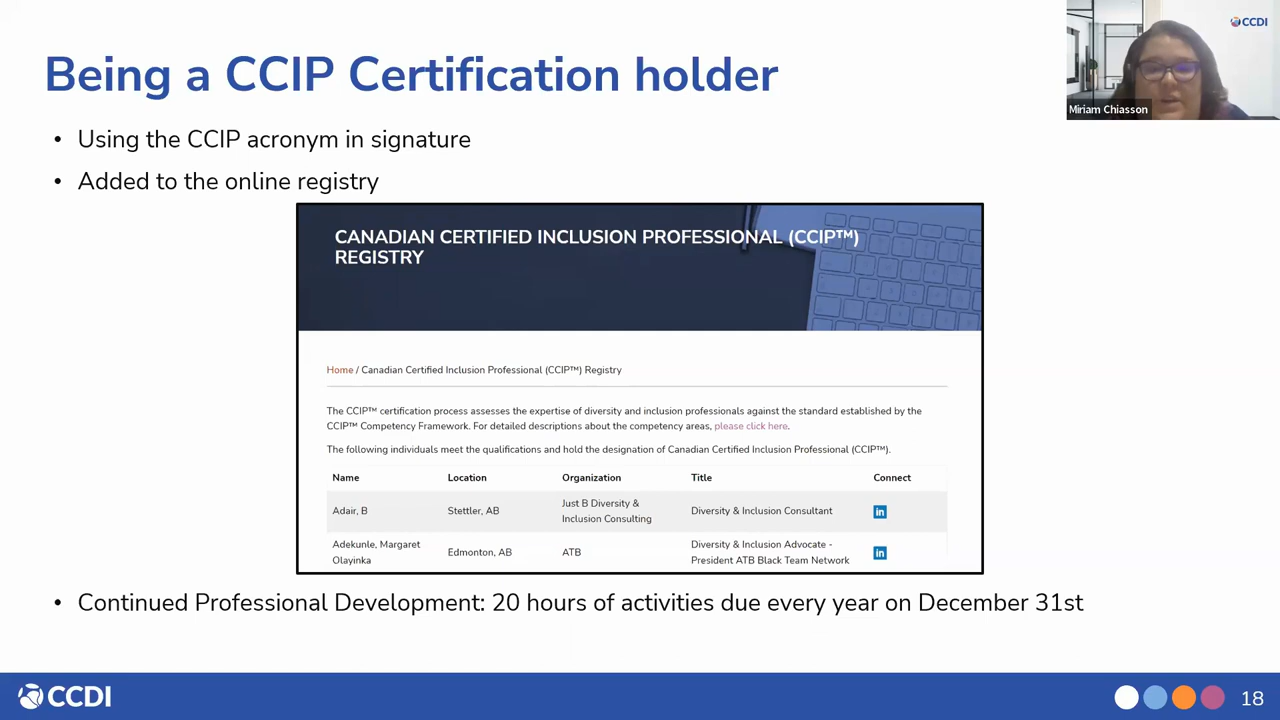 CCDI
Miriam Chiasson
Being a CCIP Certification holder
• Using the CCIP acronym in signature
• Added to the online registry
CANADIAN CERTIFIED INCLUSION PROFESSIONAL (CCIP™)
REGISTRY
Home / Canadian Certified Inclusion Professional (CCIP™) Registry
The CCIP™ certification process assesses the expertise of diversity and inclusion professionals against the standard established by the
CCIP™ Competency Framework. For detailed descriptions about the competency areas, please click here.
The following individuals meet the qualifications and hold the designation of Canadian Certified Inclusion Professional (CCIP™).
Name Location Organization Title Connect
Adair, B Stettler, AB Just B Diversity &
Inclusion Consulting Diversity & Inclusion Consultant in
Adekunle, Margaret
Olayinka Edmonton, AB ATB Diversity & Inclusion Advocate -
President ATB Black Team Network in
• Continued Professional Development: 20 hours of activities due every year on December 31st
CCDI
18